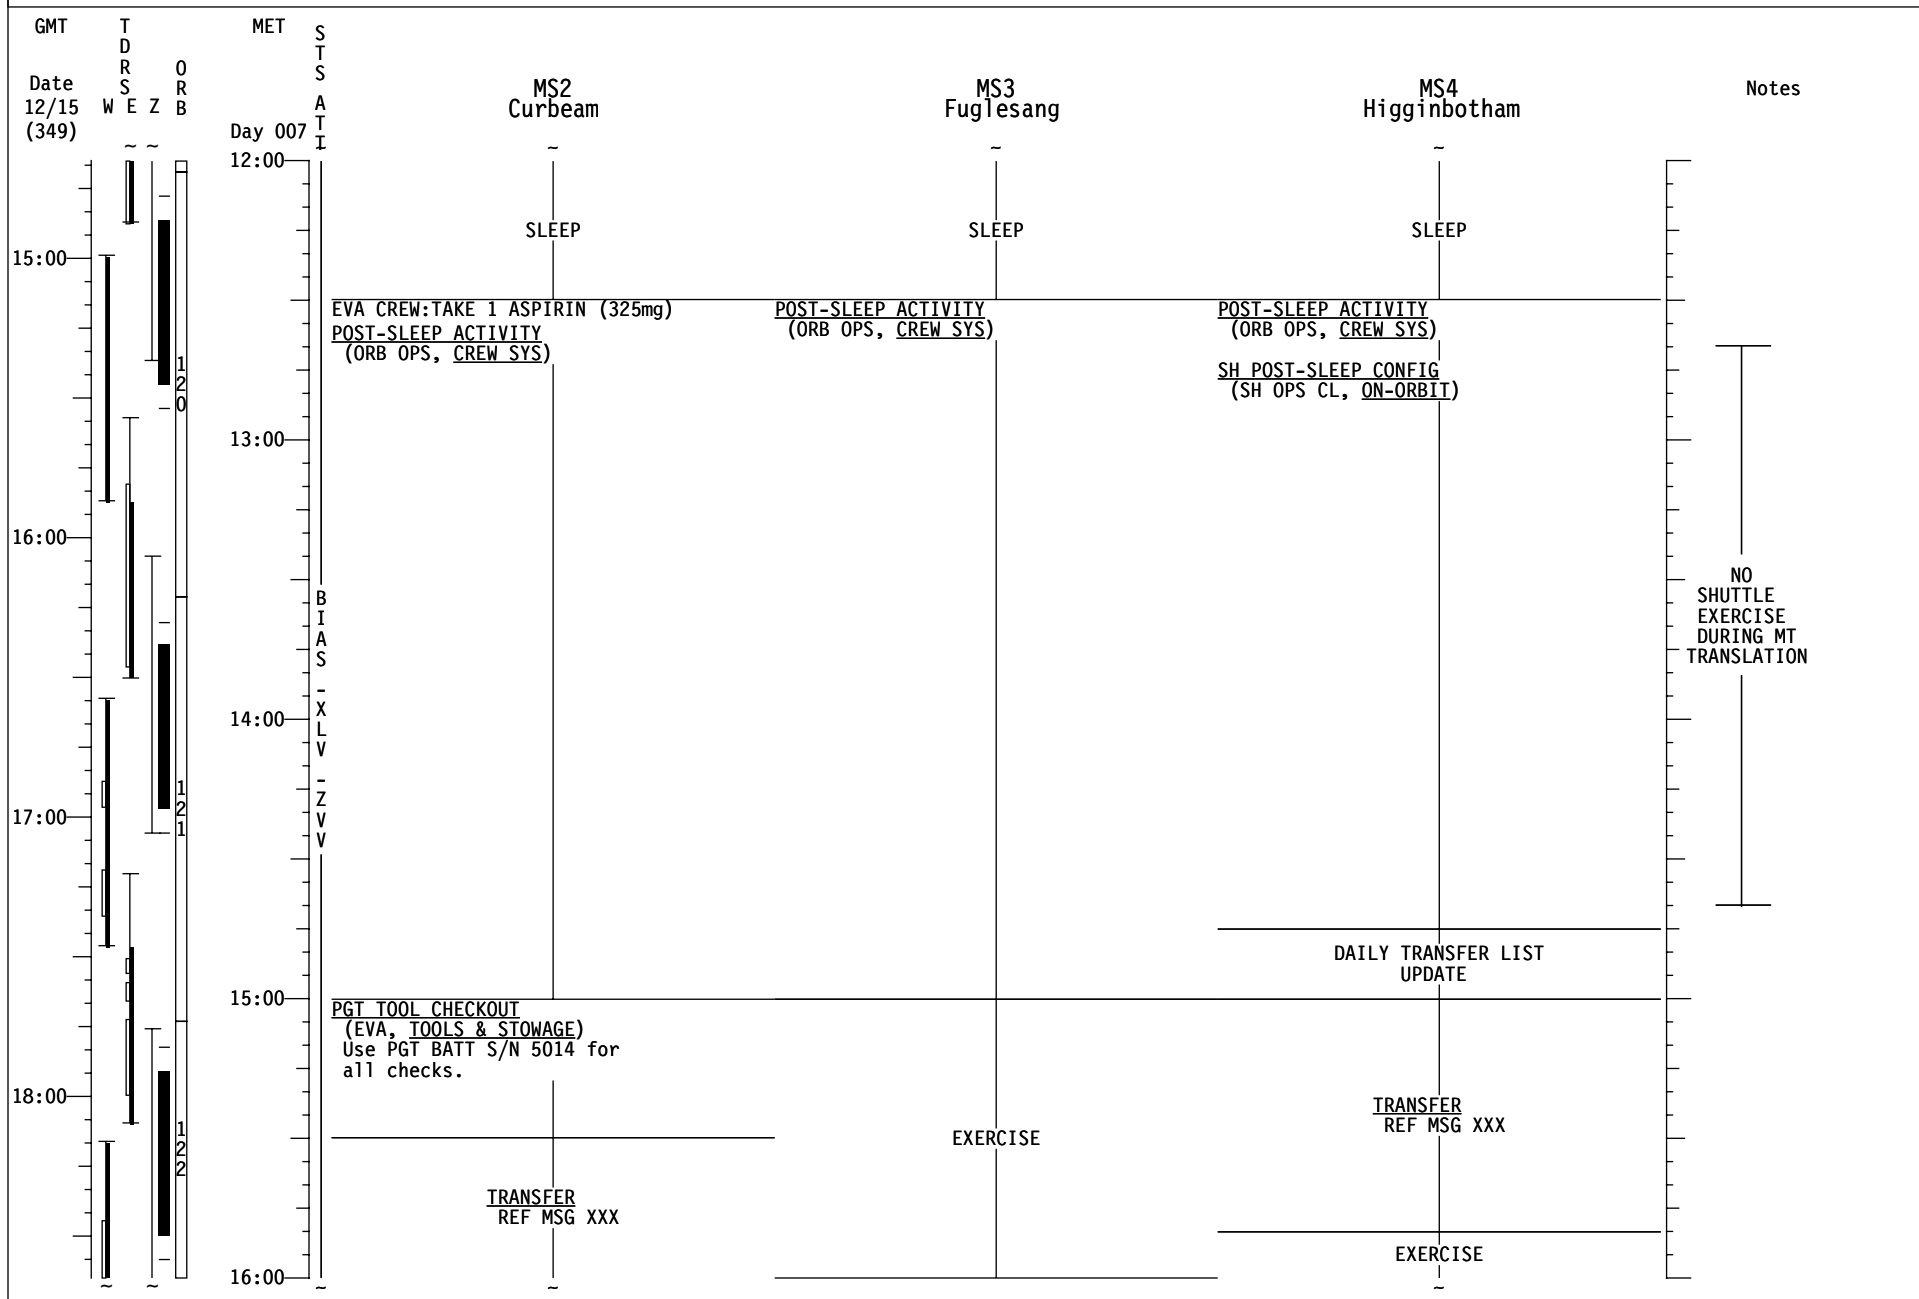 GMT
TDRS
MET
STS ATT
Date
12/15
(349)
W E Z
ORB
Day 007
MS2
Curbeam
MS3
Fuglesang
MS4
Higginbotham
Notes
~ ~ ~ ~ ~ ~
12:00
SLEEP SLEEP SLEEP
15:00
EVA CREW:TAKE 1 ASPIRIN (325mg)
POST-SLEEP ACTIVITY
(ORB OPS, CREW SYS)
POST-SLEEP ACTIVITY
(ORB OPS, CREW SYS)
POST-SLEEP ACTIVITY
(ORB OPS, CREW SYS)
SH POST-SLEEP CONFIG
(SH OPS CL, ON-ORBIT)
120
13:00
16:00
BIAS -XLV -ZVV
NO
SHUTTLE
EXERCISE
DURING MT
TRANSLATION
14:00
121
17:00
DAILY TRANSFER LIST
UPDATE
15:00
PGT TOOL CHECKOUT
(EVA, TOOLS & STOWAGE)
Use PGT BATT S/N 5014 for
all checks.
18:00
122
TRANSFER
REF MSG XXX
EXERCISE
TRANSFER
REF MSG XXX
EXERCISE
16:00
~ ~ ~ ~ ~